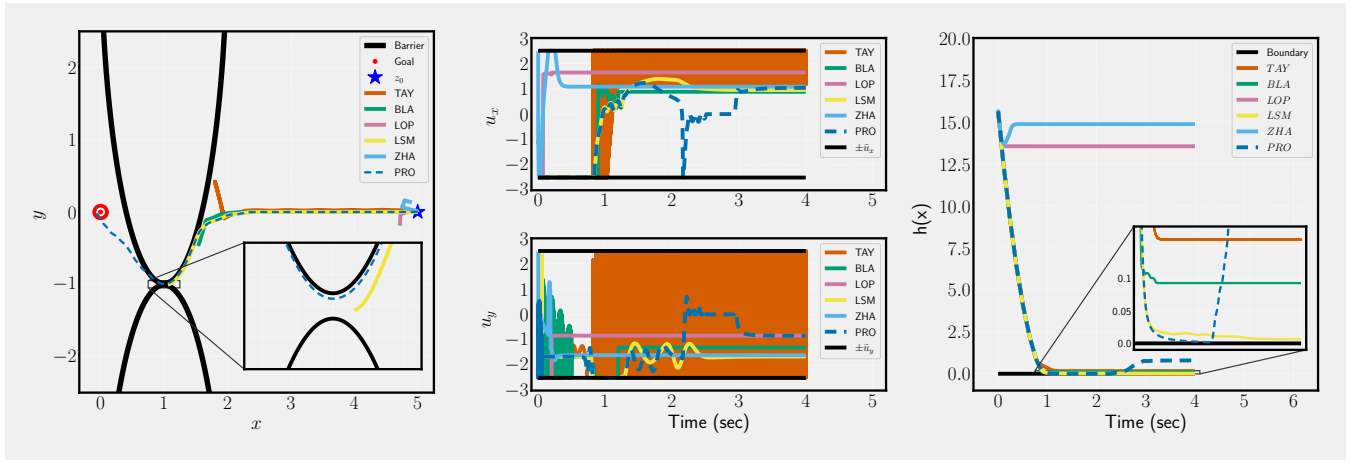 2
1
0
−1
−2
y
0
1
2
3
4
5
x
Barrier
Goal
z₀
TAY
BLA
LOP
LSM
ZHA
PRO
3
2
1
0
−1
−2
−3
uₓ
0
1
2
3
4
5
TAY
BLA
LOP
LSM
ZHA
PRO
±ūₓ
3
2
1
0
−1
−2
−3
u_y
0
1
2
3
4
5
Time (sec)
TAY
BLA
LOP
LSM
ZHA
PRO
±ū_y
20.0
17.5
15.0
12.5
10.0
7.5
5.0
2.5
0.0
h(x)
0
1
2
3
4
5
6
Time (sec)
Boundary
TAY
BLA
LOP
LSM
ZHA
PRO
0.1
0.05
0.0